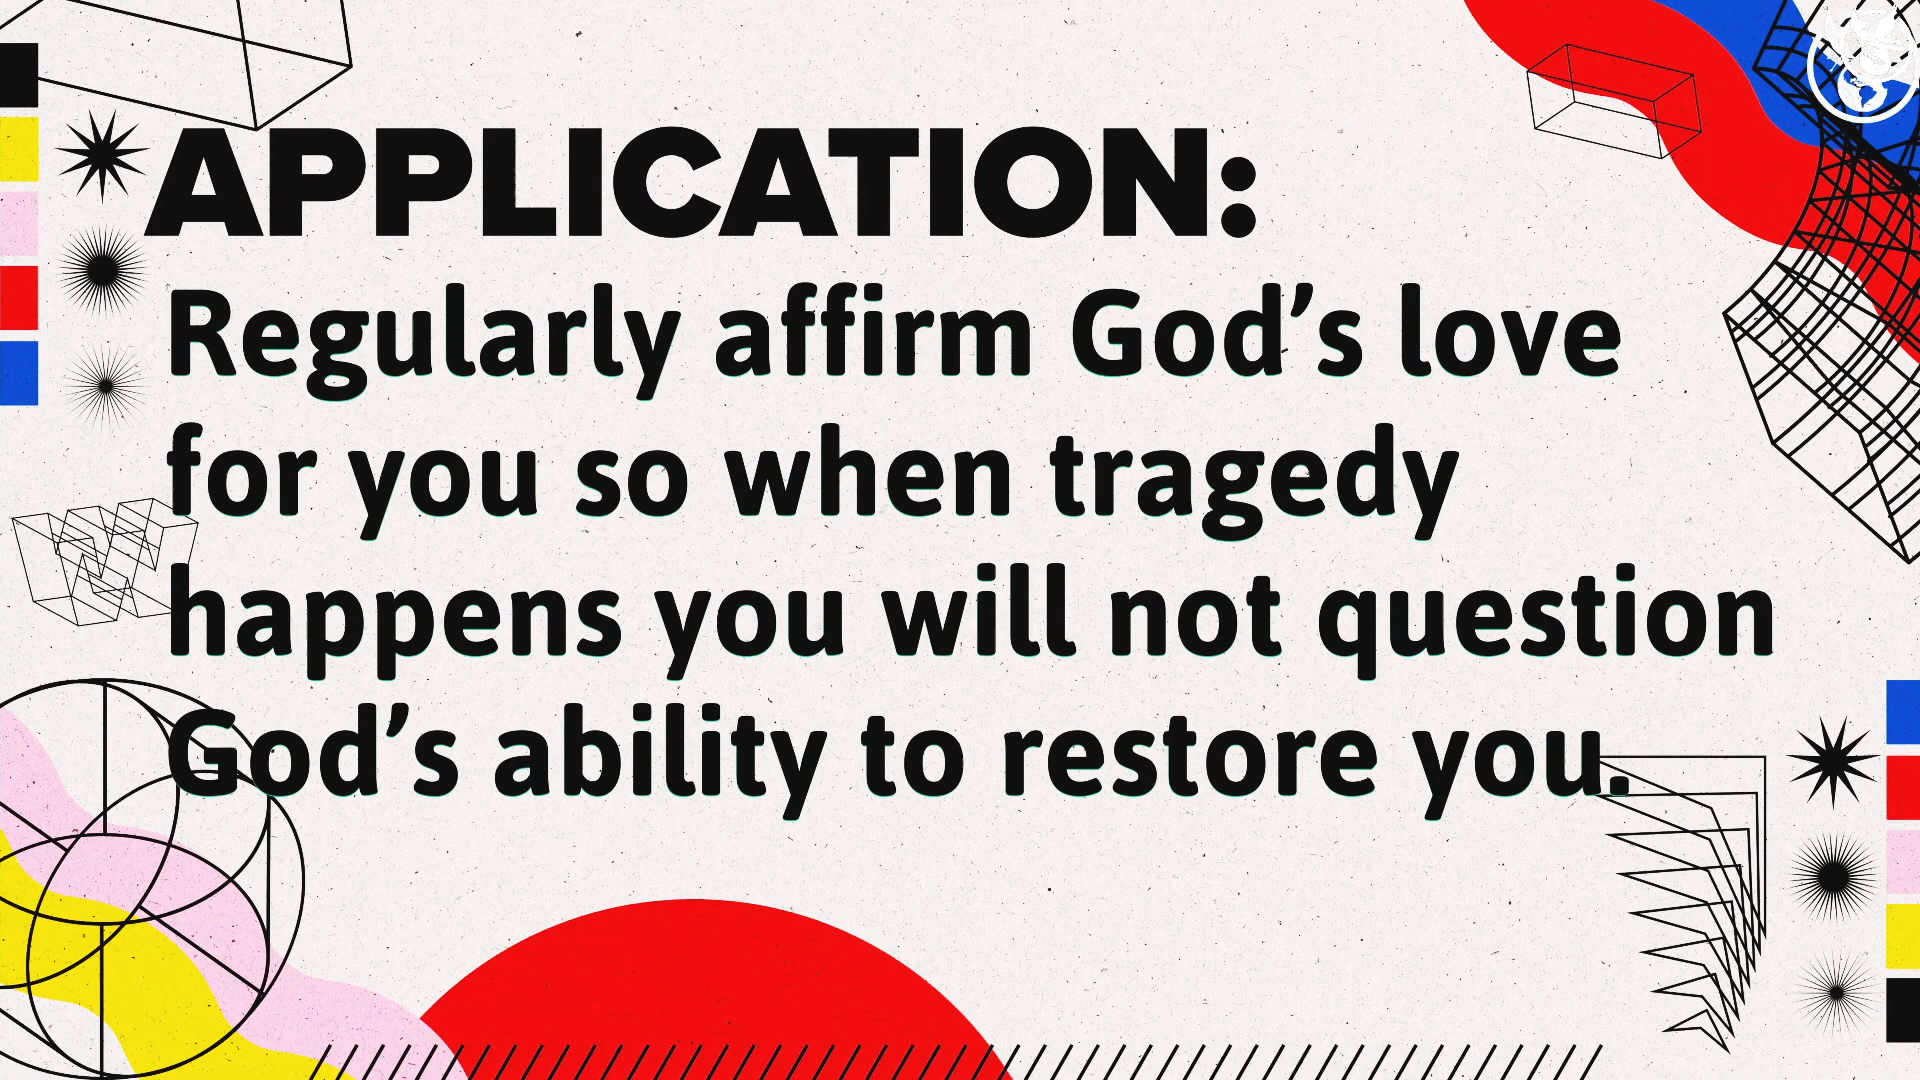 APPLICATION:
Regularly affirm God’s love
for you so when tragedy
happens you will not question
God’s ability to restore you.